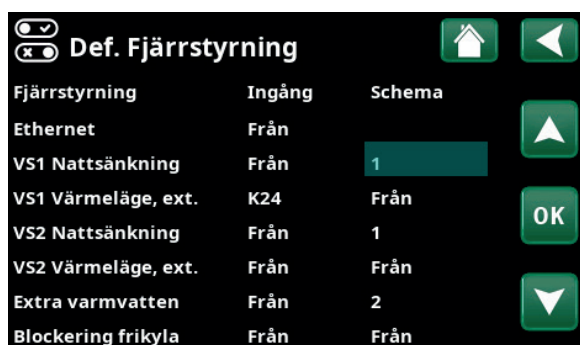 Def. Fjärrstyrning
Fjärrstyrning Ingång Schema
Ethernet Från
VS1 Nattsänkning Från 1
VS1 Värmeläge, ext. K24 Från
OK
VS2 Nattsänkning Från 1
VS2 Värmeläge, ext. Från Från
Extra varmvatten Från 2
Blockering frikyla Från Från